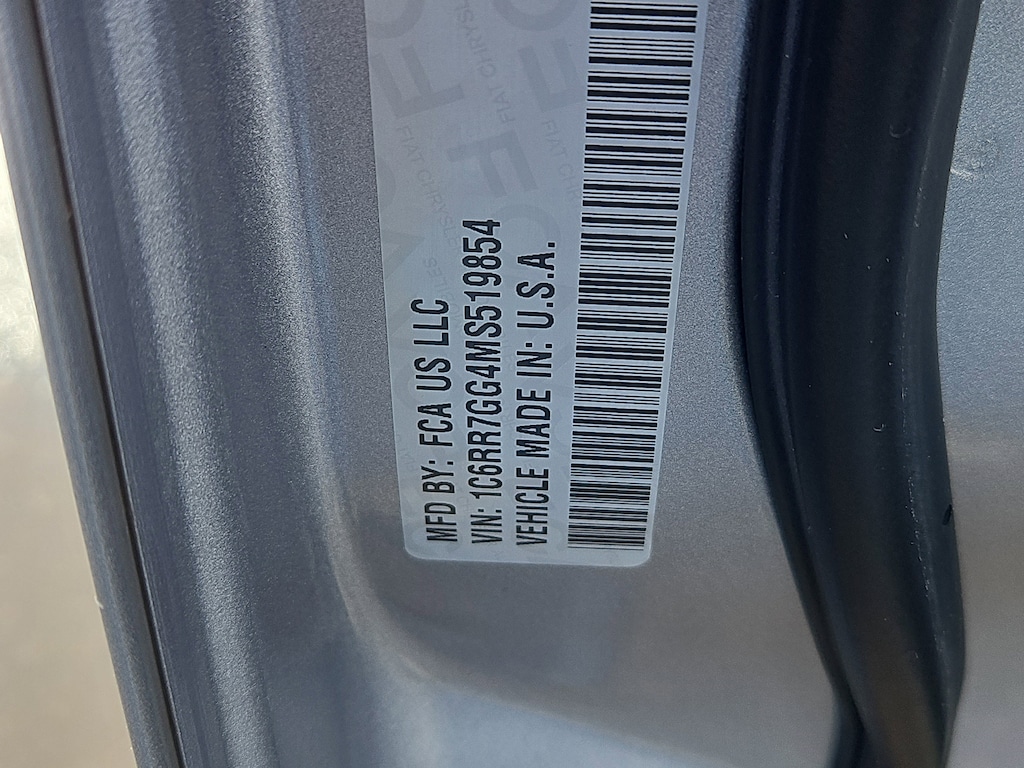 MFD BY: FCA US LLC
VIN: 1C6RR7GG4MS519854
VEHICLE MADE IN: U.S.A.